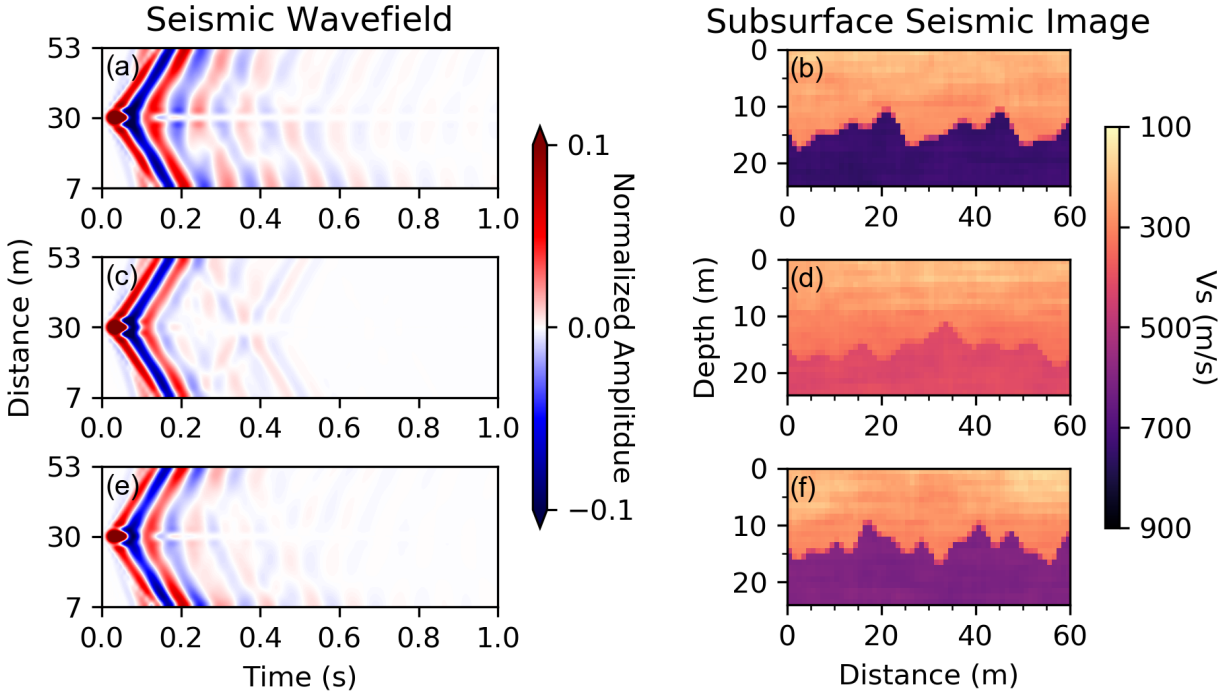 Seismic Wavefield
Subsurface Seismic Image
53
(a)
30
7
0.0 0.2 0.4 0.6 0.8 1.0
0
(b)
10
20
0 20 40 60
53
(c)
30
7
0.0 0.2 0.4 0.6 0.8 1.0
Distance (m)
0
(d)
10
20
0 20 40 60
Depth (m)
53
(e)
30
7
0.0 0.2 0.4 0.6 0.8 1.0
Time (s)
0
(f)
10
20
0 20 40 60
Distance (m)
0.1
0.0
−0.1
Normalized Amplitdue
100
300
500
700
900
Vs (m/s)